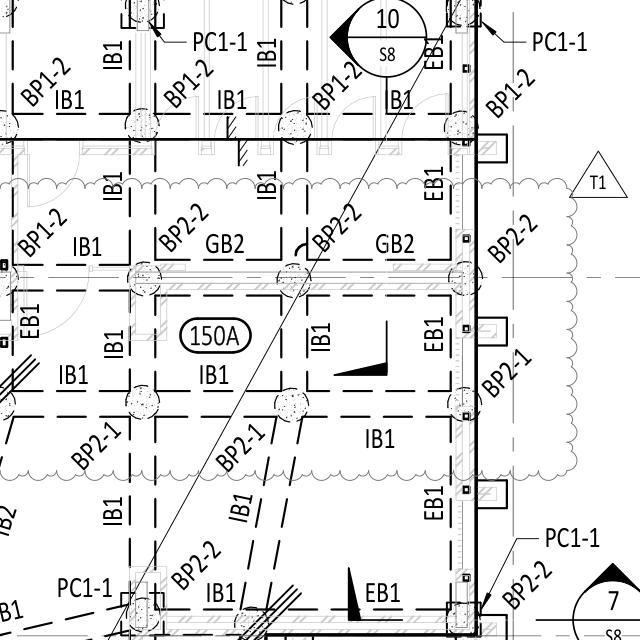 10
S8
PC1-1
PC1-1
IB1
IB1
EB1
BP1-2
BP1-2
BP1-2
BP1-2
IB1
IB1
IB1
T1
IB1
IB1
EB1
BP1-2
IB1
BP2-2
GB2
BP2-2
GB2
BP2-2
EB1
IB1
150A
IB1
EB1
IB1
IB1
BP2-1
BP2-1
BP2-1
IB1
IB2
IB1
IB1
EB1
PC1-1
BP2-2
PC1-1
IB1
EB1
BP2-2
B1
7
S8